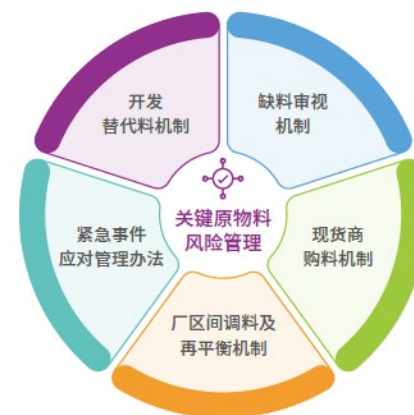 开发
替代料机制
缺料审视
机制
关键原物料
风险管理
紧急事件
应对管理办法
现货商
购料机制
厂区间调料及
再平衡机制